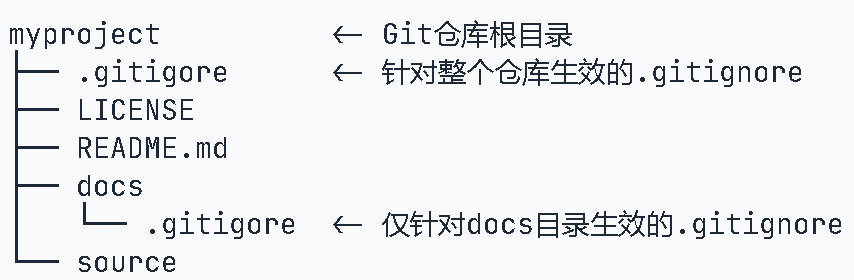 myproject ← Git仓库根目录
├── .gitigore ← 针对整个仓库生效的.gitignore
├── LICENSE
├── README.md
├── docs
│   └── .gitigore ← 仅针对docs目录生效的.gitignore
└── source